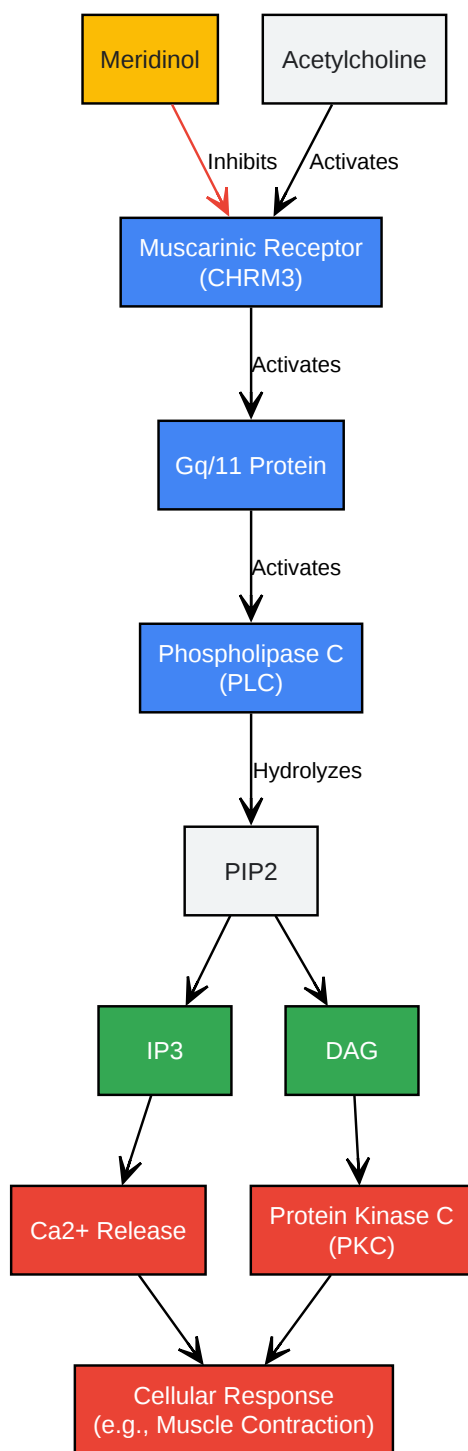 Meridinol
Acetylcholine
Inhibits
Activates
Muscarinic Receptor
(CHRM3)
Activates
Gq/11 Protein
Activates
Phospholipase C
(PLC)
Hydrolyzes
PIP2
IP3
DAG
Ca2+ Release
Protein Kinase C
(PKC)
Cellular Response
(e.g., Muscle Contraction)